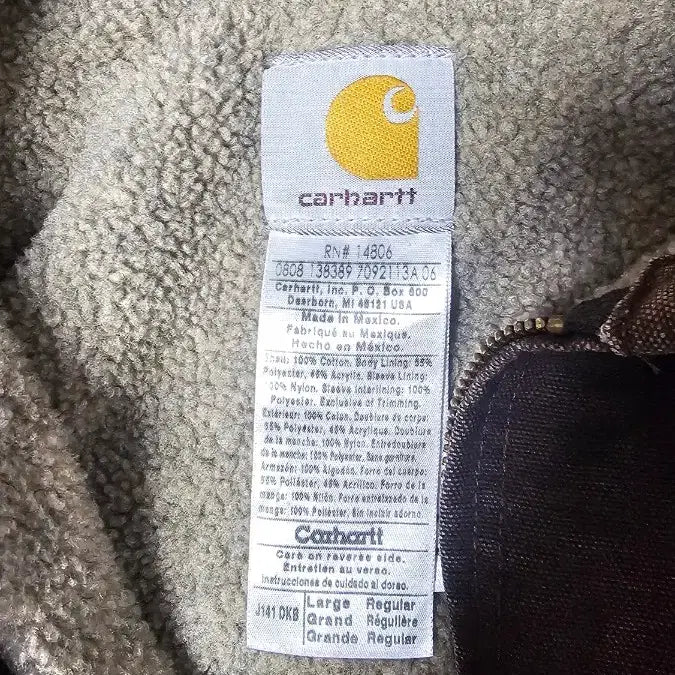 carhartt
RN# 14806
0808 138389 7092113A 06
Carhartt, Inc. P. O. Box 600
Dearborn, MI 48121 USA
Made in Mexico.
Fabriqué au Mexique.
Hecho en México.
Shell: 100% Cotton. Body Lining: 55%
Polyester, 45% Acrylic. Sleeve Lining:
100% Nylon. Sleeve Interlining: 100%
Polyester. Exclusive of Trimming.
Extérieur: 100% Coton. Doublure de corps:
55% Polyester, 45% Acrylique. Doublure
de la manche: 100% Nylon. Entredoublure
de la manche: 100% Polyester. Sans garniture.
Armazón: 100% Algodón. Forro del cuerpo:
55% Poliéster, 45% Acrílico. Forro de la
manga: 100% Nilón. Forro entrelazado de la
manga: 100% Poliéster. Sin incluir adorno.
Carhartt
Care on reverse side.
Entretien au verso.
Instrucciones de cuidado al dorso.
J141 DKB
Large Regular
Grand Régulière
Grande Regular